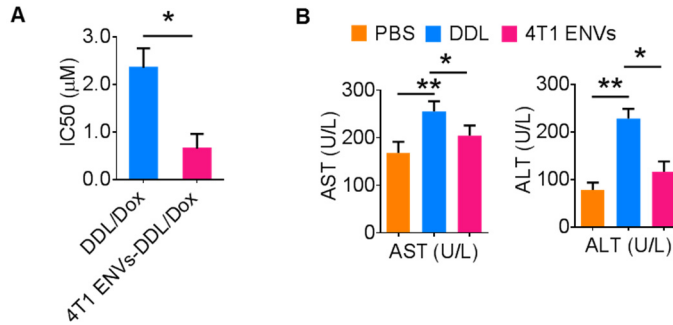 A
*
3.0
2.0
1.0
0.0
IC50 (μM)
DDL/Dox
4T1 ENVs-DDL/Dox
B
PBS DDL 4T1 ENVs
** *
300
200
100
0
AST (U/L)
AST (U/L)
** *
300
200
100
0
ALT (U/L)
ALT (U/L)